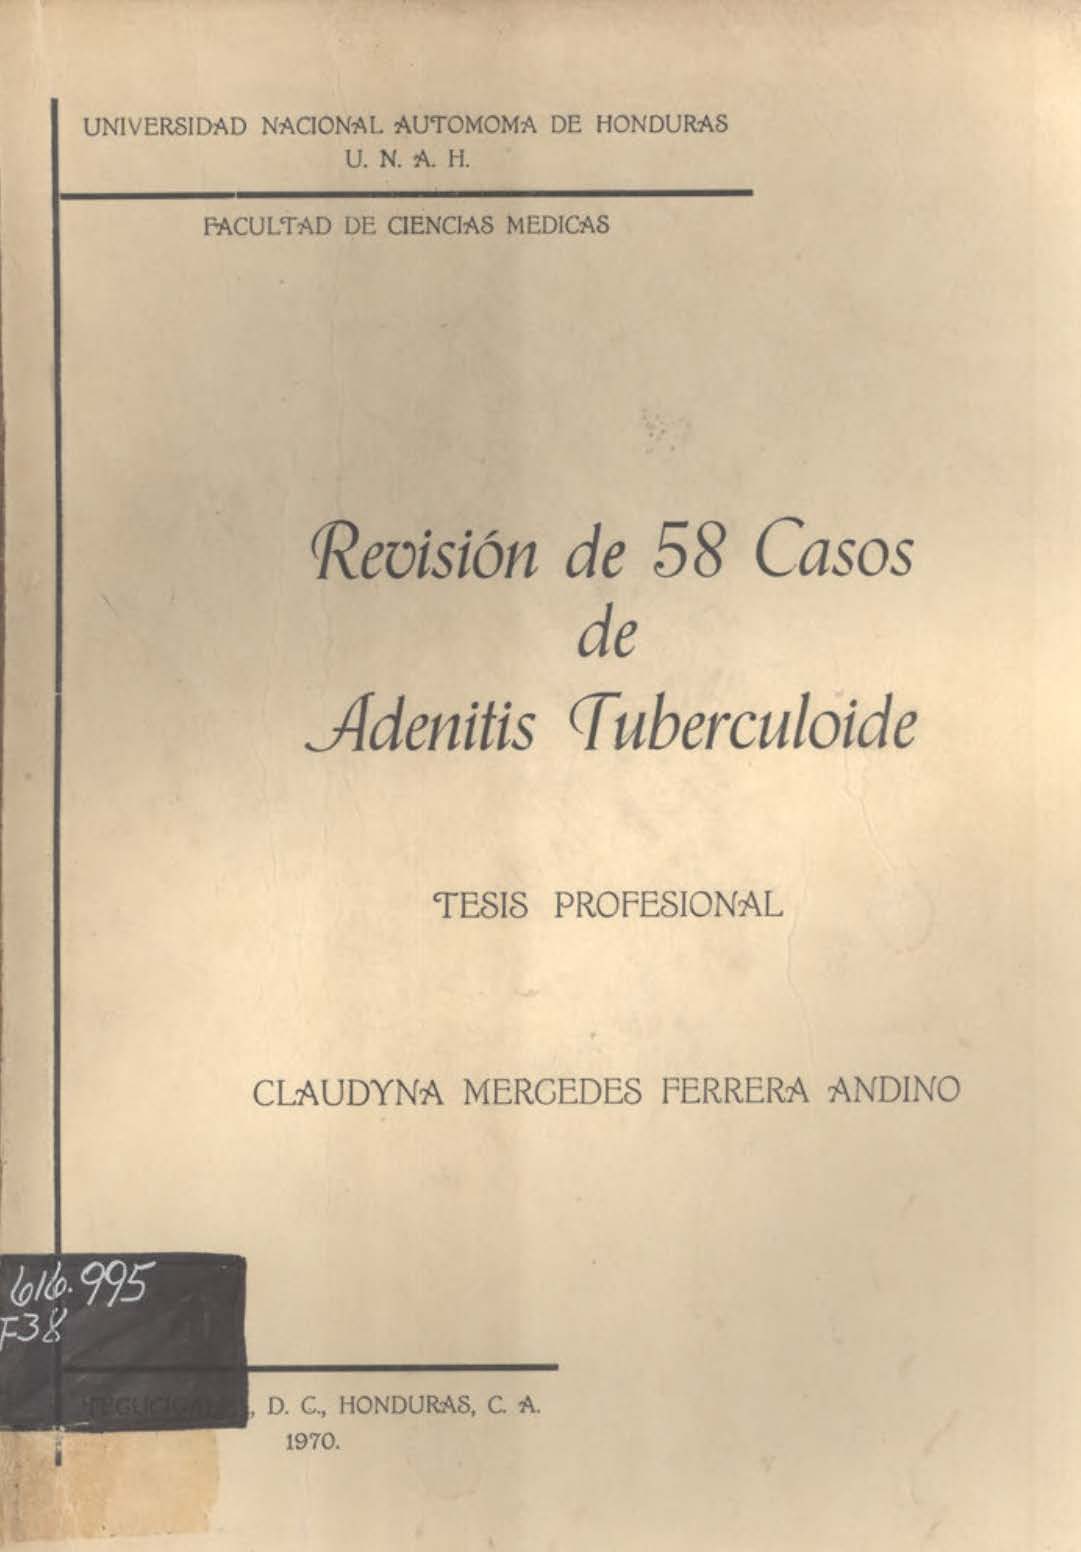 UNIVERSIDAD NACIONAL AUTOMOMA DE HONDURAS
U. N. A. H.
FACULTAD DE CIENCIAS MEDICAS
Revisión de 58 Casos
de
Adenitis Tuberculoide
TESIS PROFESIONAL
CLAUDYNA MERCEDES FERRERA ANDINO
616.995
F38
TEGUCIGALPA, D. C., HONDURAS, C. A.
1970.